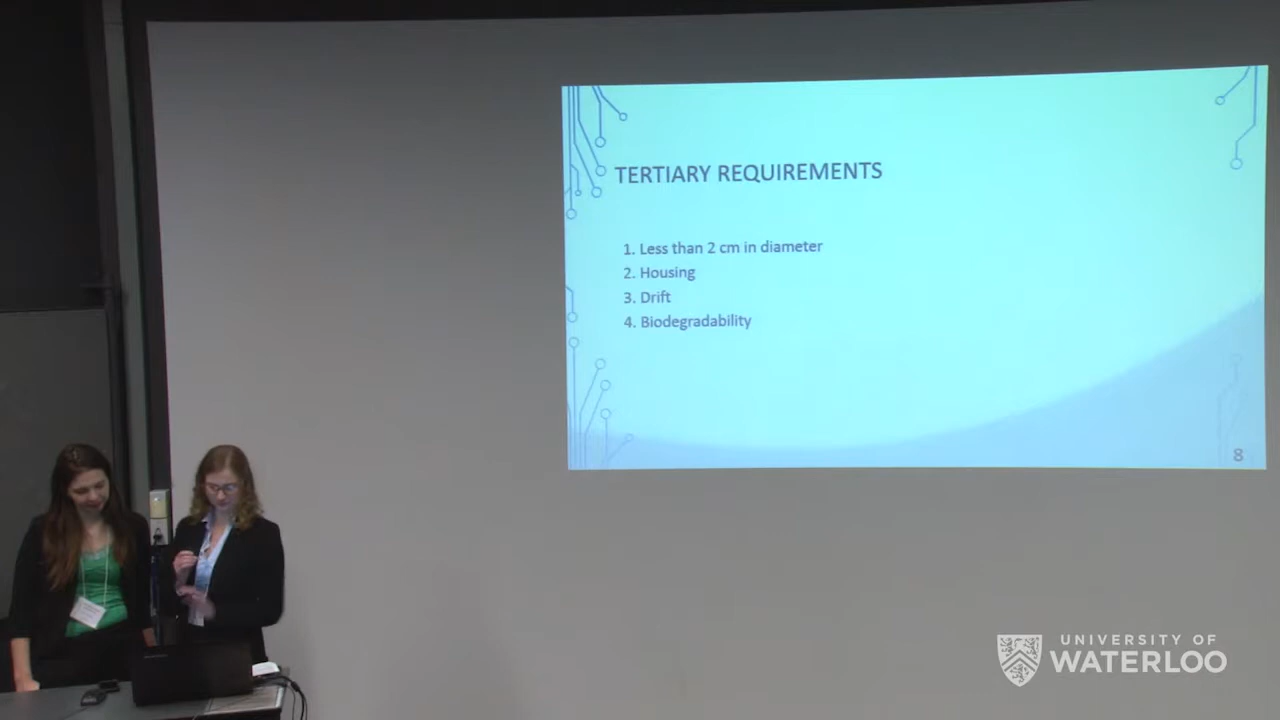 TERTIARY REQUIREMENTS
1. Less than 2 cm in diameter
2. Housing
3. Drift
4. Biodegradability
8
UNIVERSITY OF
WATERLOO